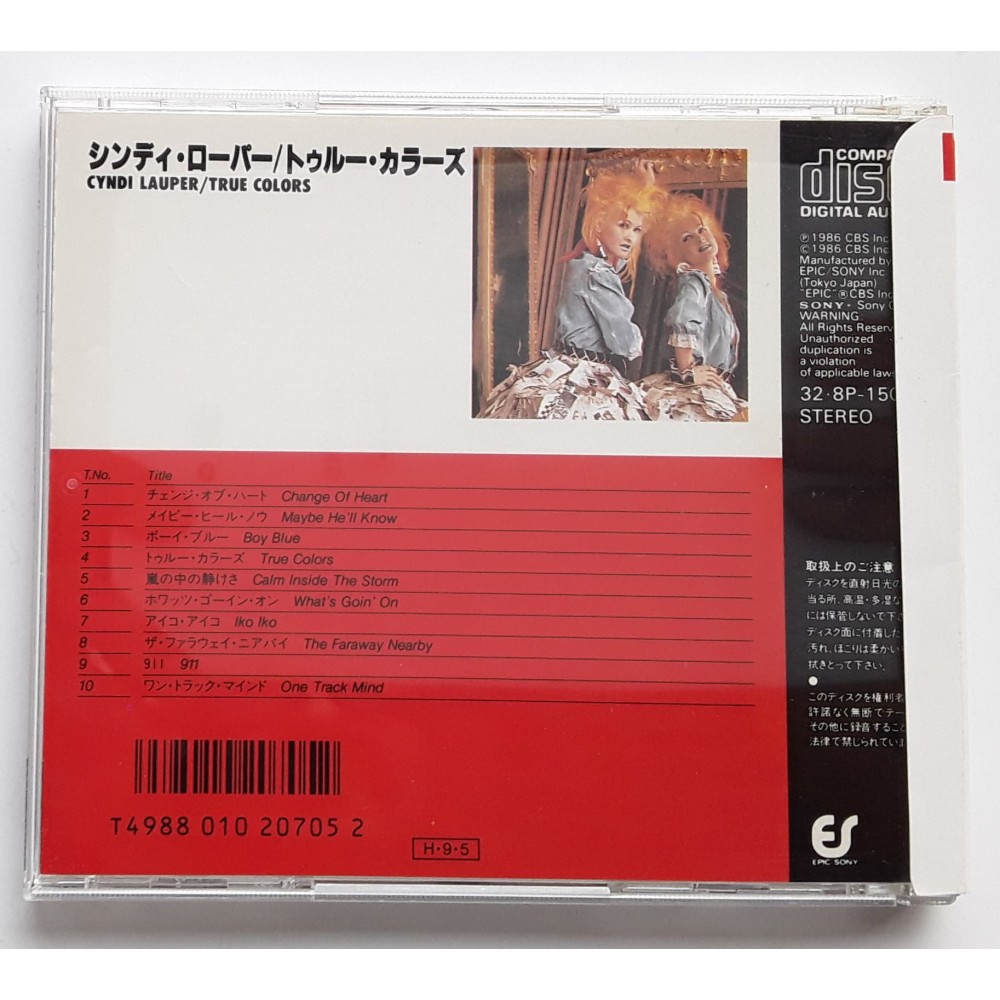 シンディ・ローパー/トゥルー・カラーズ
CYNDI LAUPER/TRUE COLORS
T.No. Title
1 チェンジ・オブ・ハート Change Of Heart
2 メイビー・ヒール・ノウ Maybe He'll Know
3 ボーイ・ブルー Boy Blue
4 トゥルー・カラーズ True Colors
5 嵐の中の静けさ Calm Inside The Storm
6 ホワッツ・ゴーイン・オン What's Goin' On
7 アイコ・アイコ Iko Iko
8 ザ・ファラウェイ・ニアバイ The Faraway Nearby
9 911 911
10 ワン・トラック・マインド One Track Mind
T4988 010 20705 2
H・9・5
COMPA
disc
DIGITAL AU
℗ 1986 CBS Inc
© 1986 CBS Inc
Manufactured by
EPIC/SONY Inc
(Tokyo Japan)
"EPIC" ® CBS Inc
SONY・Sony
WARNING.
All Rights Reserv
Unauthorized
duplication is
a violation
of applicable laws
32・8P-15
STEREO
取扱上のご注意
ディスクを直射日光の
当る所、高温・多湿な
には保管しないで下さ
ディスク面に付着した
汚れ、ほこりは柔かい
拭きとって下さい。
●
このディスクを権利者
許諾なく無断でテー
その他に録音すること
法律で禁じられていま
ES
EPIC SONY